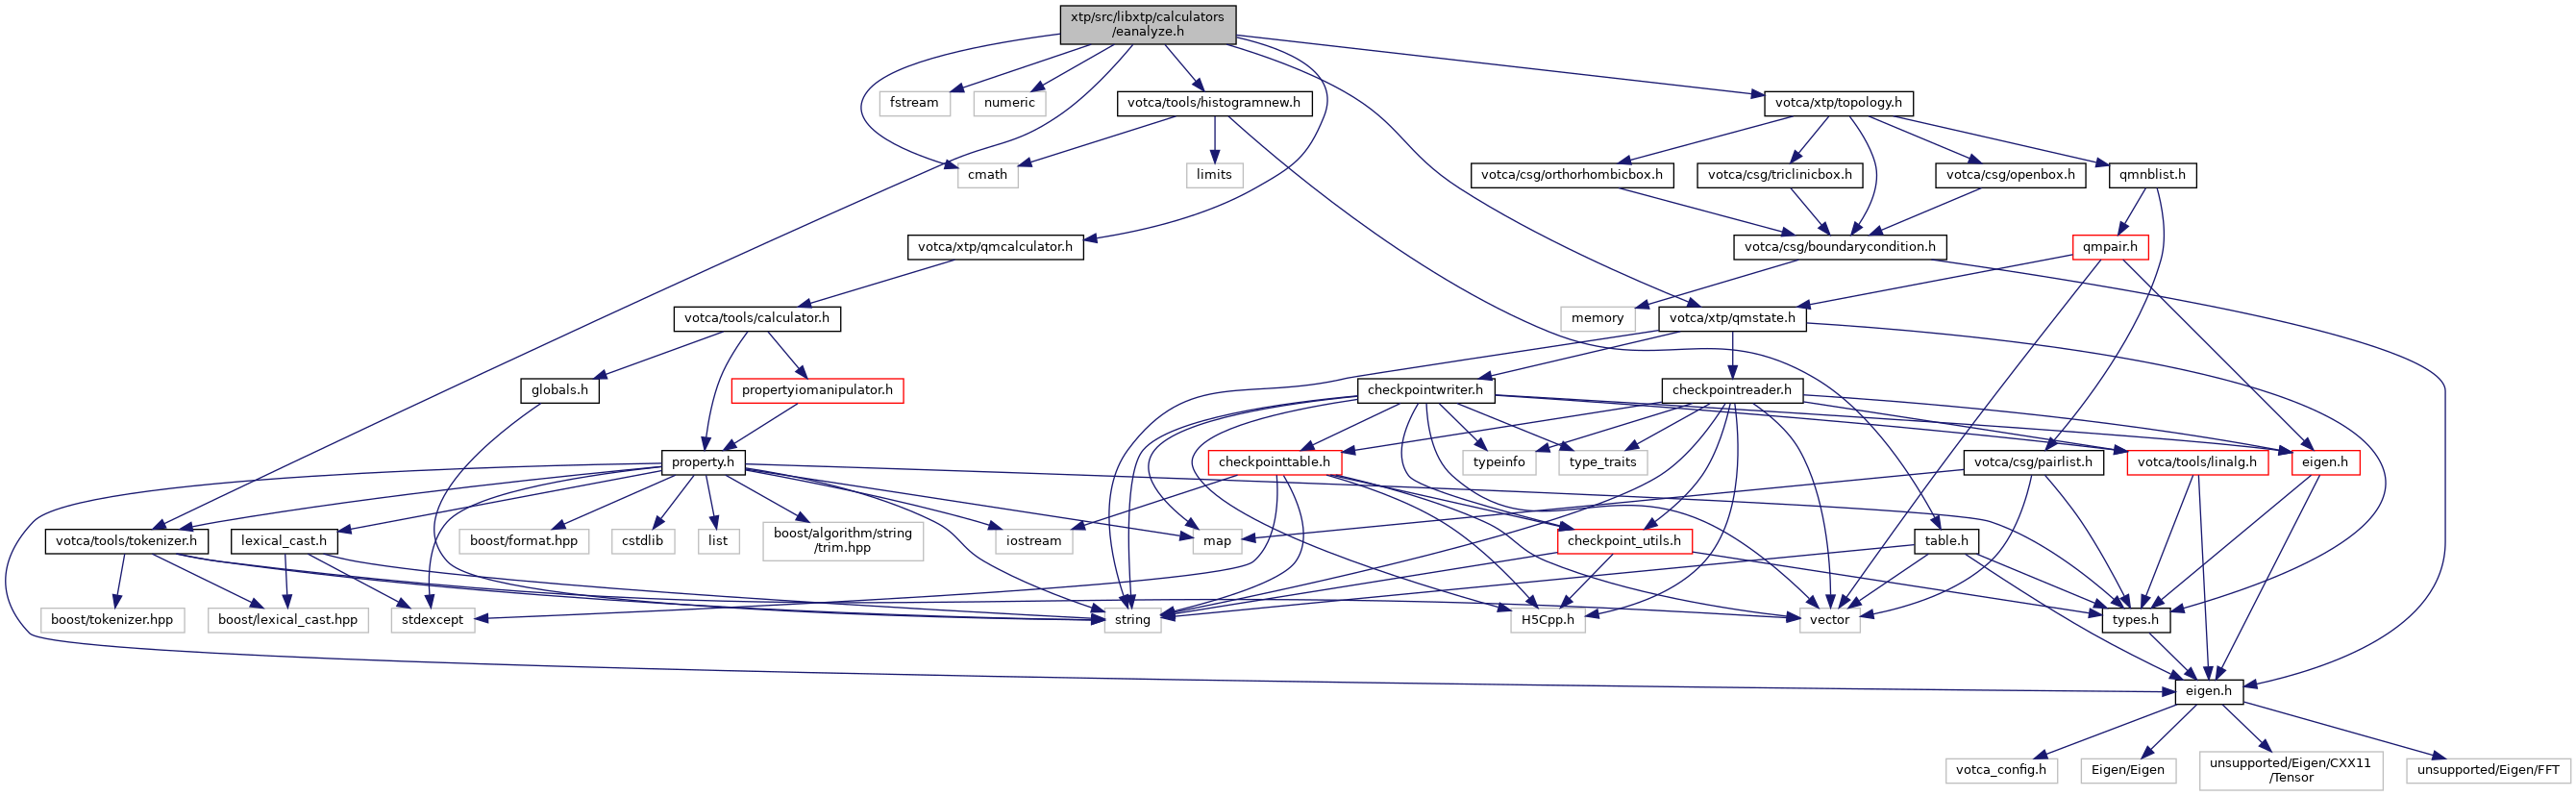 xtp/src/libxtp/calculators
/eanalyze.h
fstream
numeric
votca/tools/histogramnew.h
votca/xtp/topology.h
cmath
limits
votca/csg/orthorhombicbox.h
votca/csg/triclinicbox.h
votca/csg/openbox.h
qmnblist.h
votca/xtp/qmcalculator.h
votca/csg/boundarycondition.h
qmpair.h
votca/tools/calculator.h
memory
votca/xtp/qmstate.h
globals.h
propertyiomanipulator.h
checkpointwriter.h
checkpointreader.h
property.h
checkpointtable.h
typeinfo
type_traits
votca/csg/pairlist.h
votca/tools/linalg.h
eigen.h
votca/tools/tokenizer.h
lexical_cast.h
boost/format.hpp
cstdlib
list
boost/algorithm/string
/trim.hpp
iostream
map
checkpoint_utils.h
table.h
boost/tokenizer.hpp
boost/lexical_cast.hpp
stdexcept
string
H5Cpp.h
vector
types.h
eigen.h
votca_config.h
Eigen/Eigen
unsupported/Eigen/CXX11
/Tensor
unsupported/Eigen/FFT